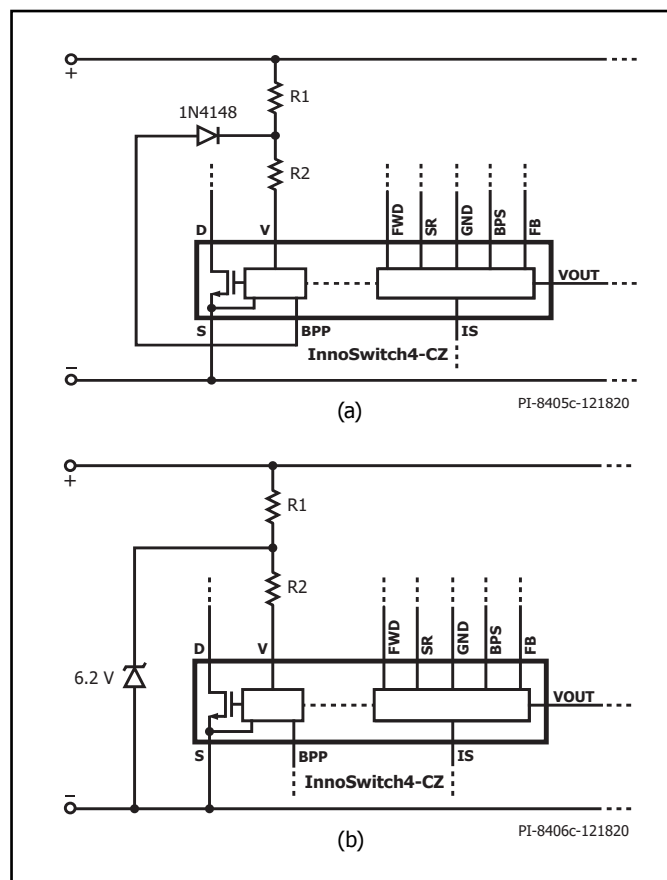 +
R1
1N4148
R2
D
V
FWD
SR
GND
BPS
FB
VOUT
S
BPP
IS
InnoSwitch4-CZ
−
(a)
PI-8405c-121820
+
R1
R2
D
V
FWD
SR
GND
BPS
FB
6.2 V
VOUT
S
BPP
IS
InnoSwitch4-CZ
−
(b)
PI-8406c-121820